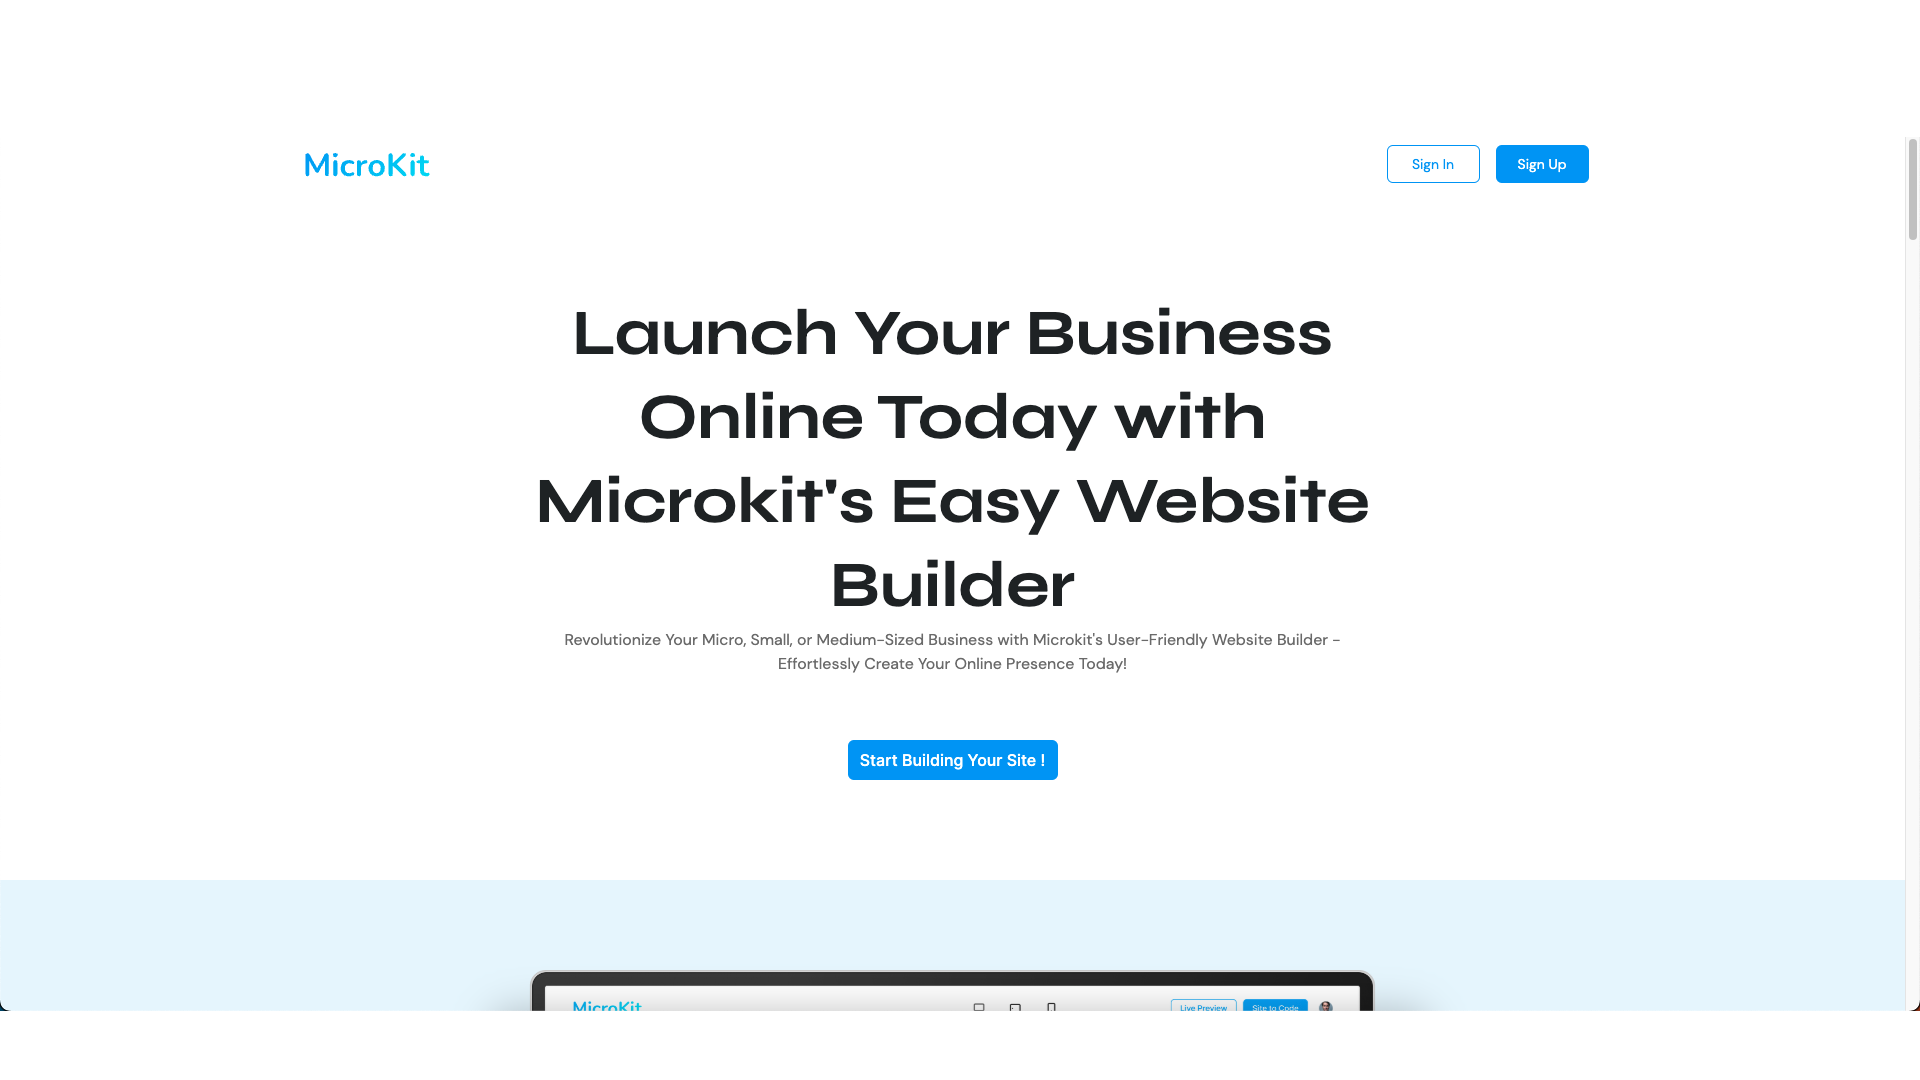 MicroKit
Sign In
Sign Up
Launch Your Business
Online Today with
Microkit's Easy Website
Builder
Revolutionize Your Micro, Small, or Medium-Sized Business with Microkit's User-Friendly Website Builder -
Effortlessly Create Your Online Presence Today!
Start Building Your Site !
MicroKit
Live Preview
Site to Code